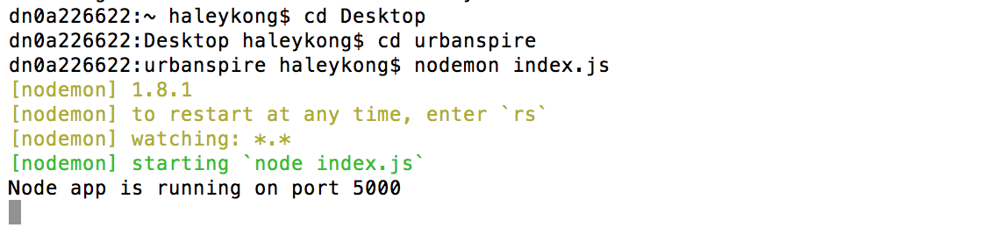 dn0a226622:~ haleykong$ cd Desktop
dn0a226622:Desktop haleykong$ cd urbanspire
dn0a226622:urbanspire haleykong$ nodemon index.js
[nodemon] 1.8.1
[nodemon] to restart at any time, enter `rs`
[nodemon] watching: *.*
[nodemon] starting `node index.js`
Node app is running on port 5000